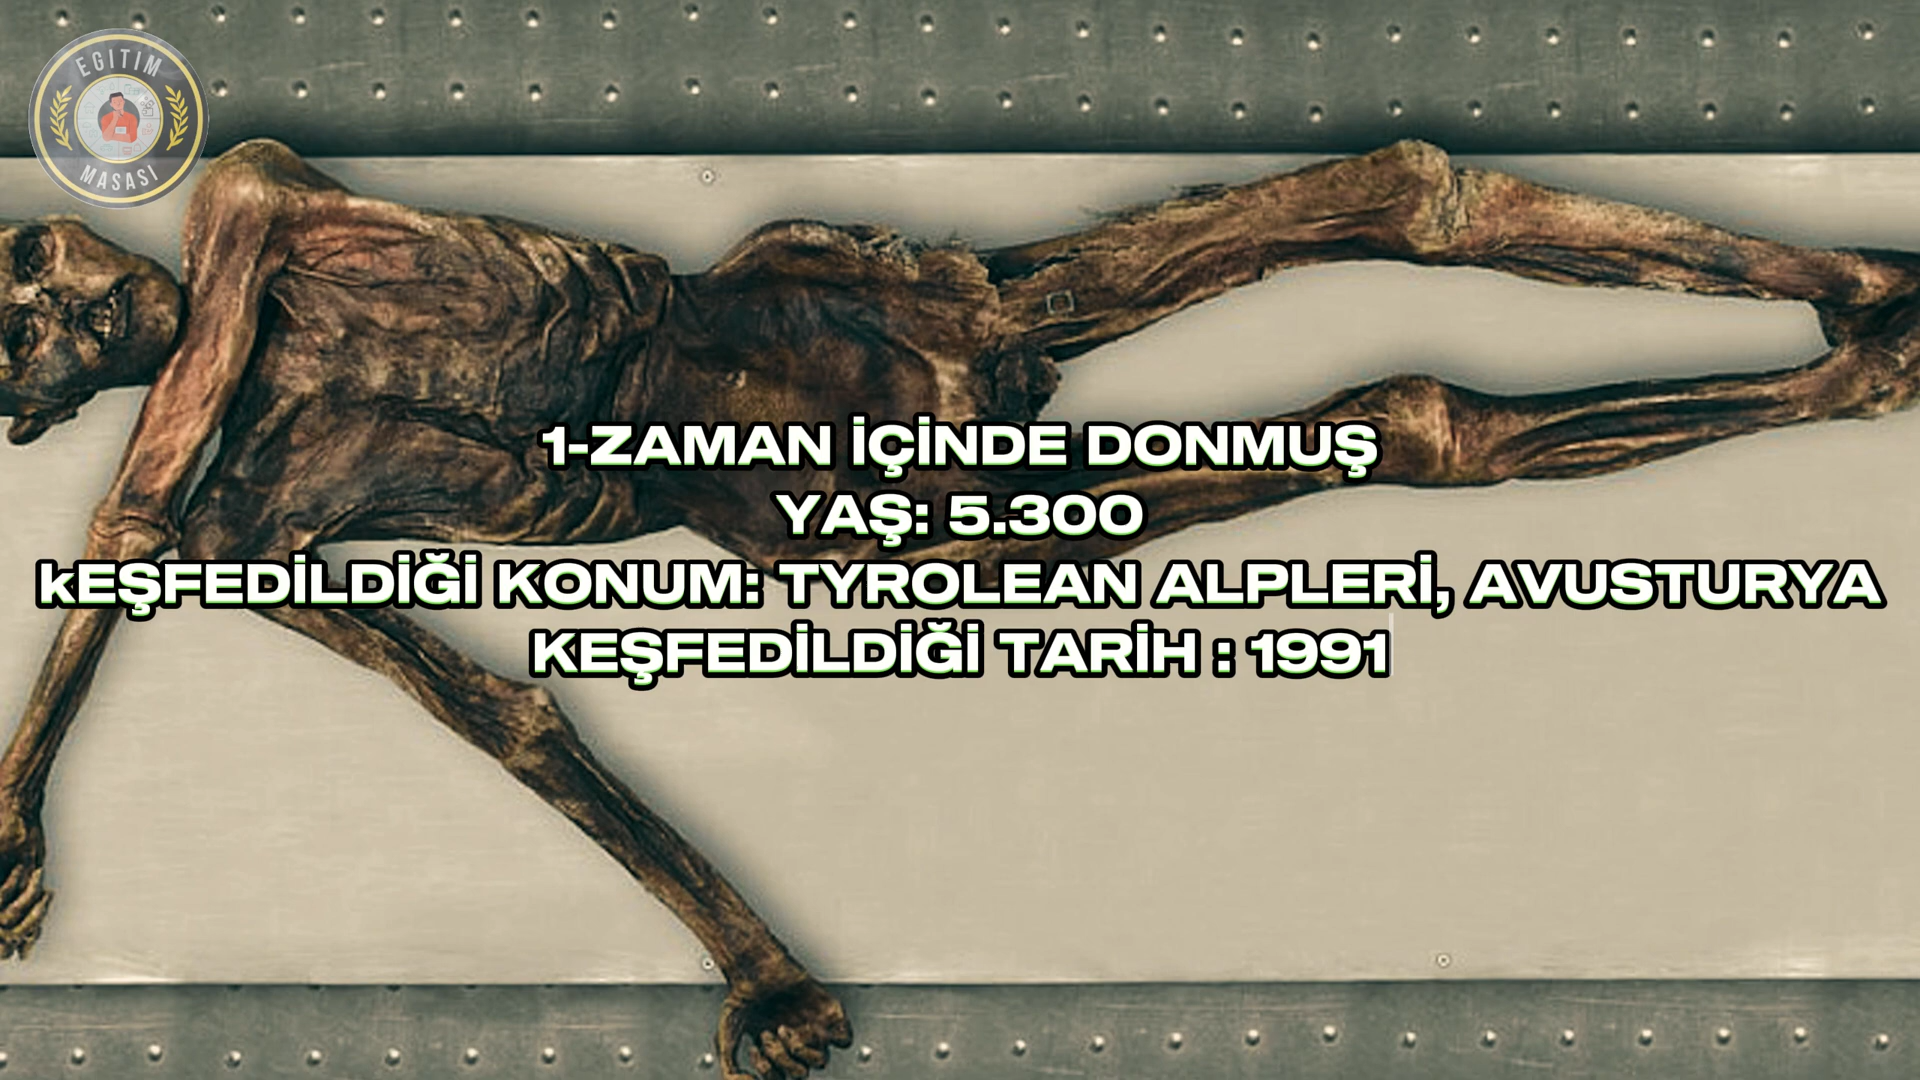 EGITIM
MASASI
1-ZAMAN İÇİNDE DONMUŞ
YAŞ: 5.300
kEŞFEDİLDİĞİ KONUM: TYROLEAN ALPLERİ, AVUSTURYA
KEŞFEDİLDİĞİ TARİH : 1991